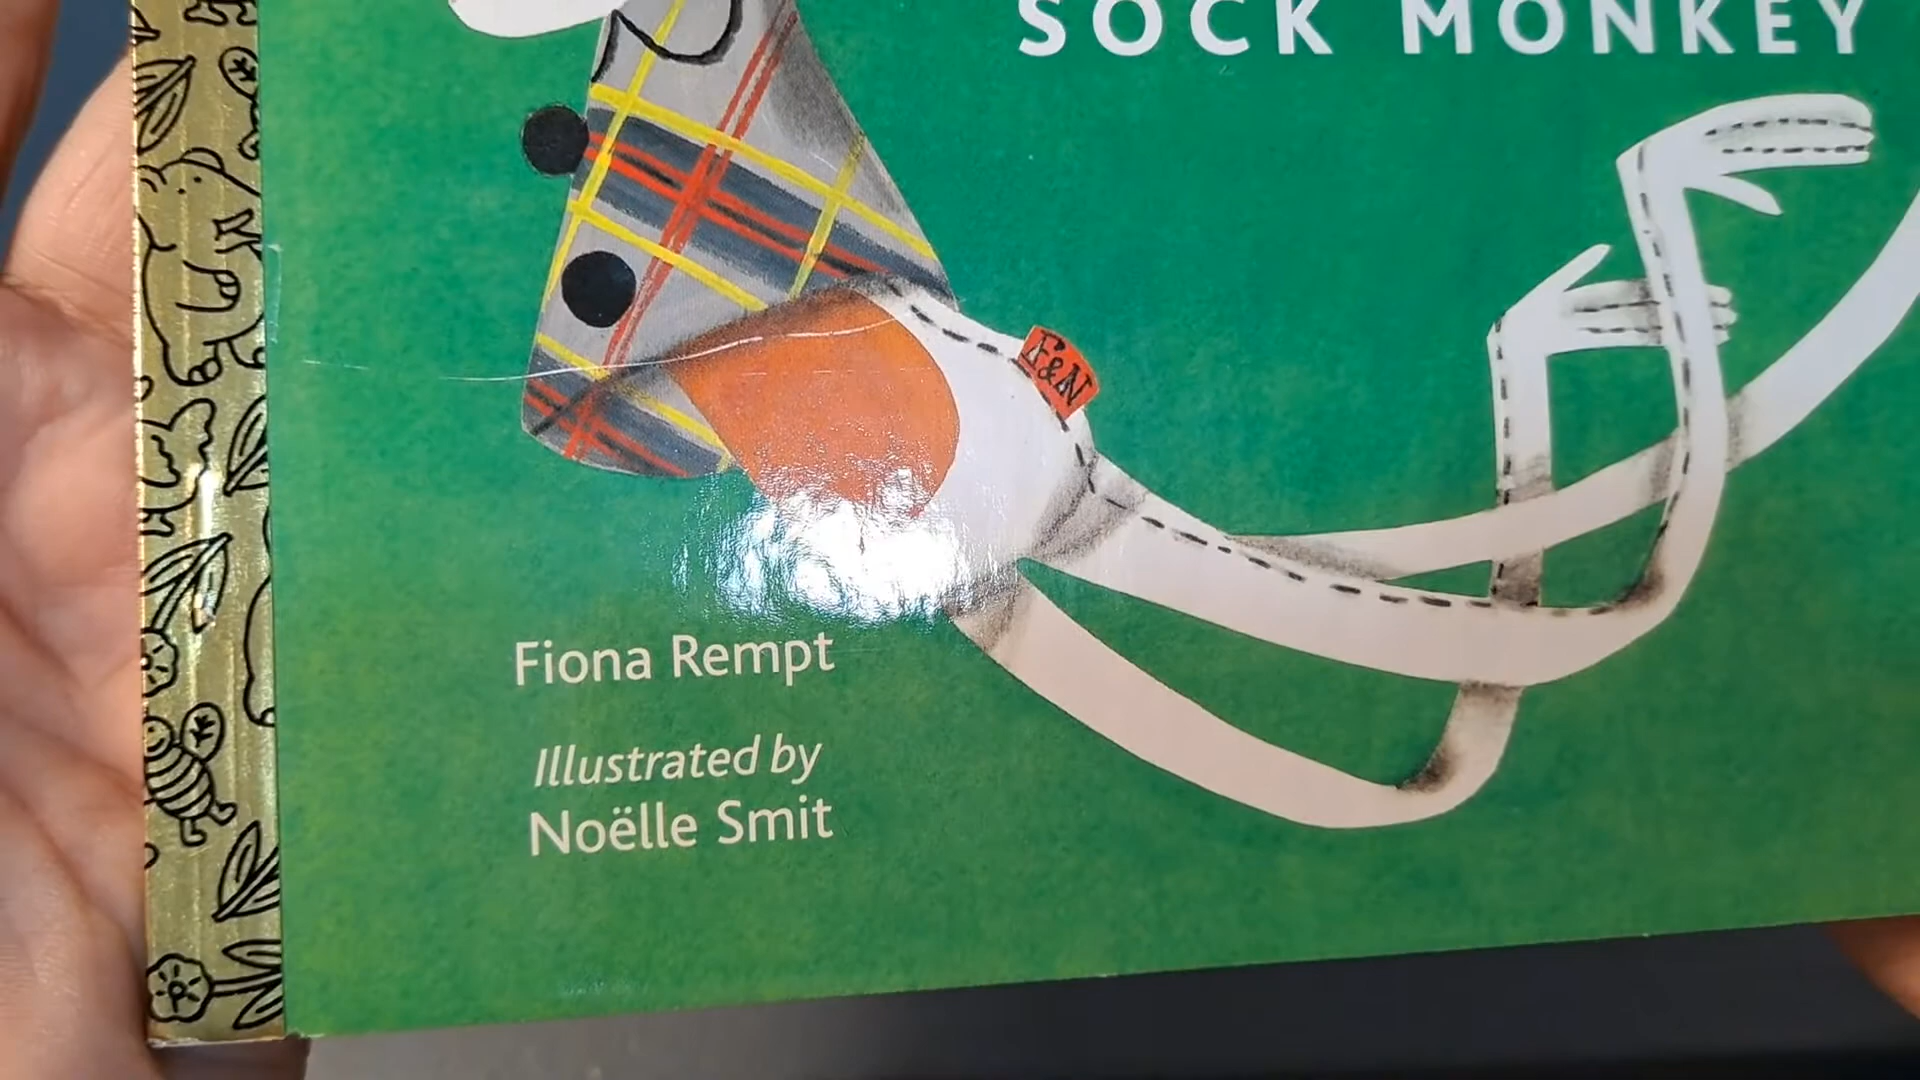 SOCK MONKEY
F&N
Fiona Rempt
Illustrated by
Noëlle Smit